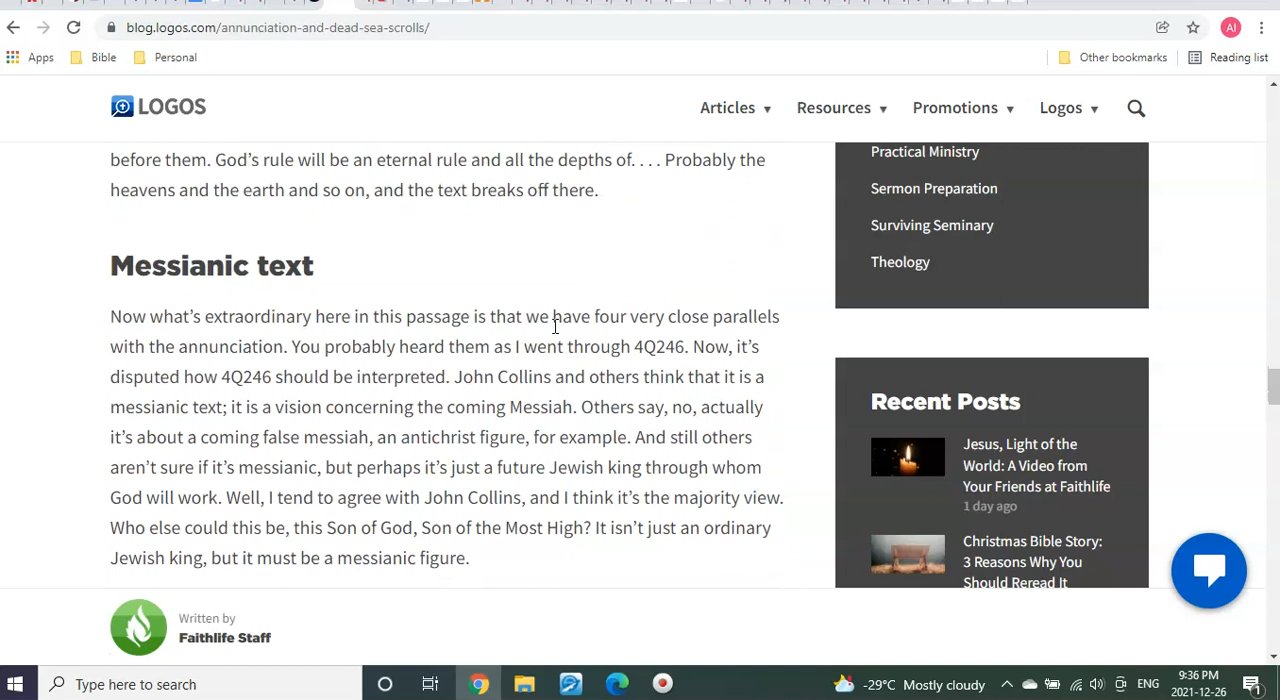 blog.logos.com/annunciation-and-dead-sea-scrolls/
AI
Apps
Bible
Personal
Other bookmarks
Reading list
LOGOS
Articles
Resources
Promotions
Logos
before them. God’s rule will be an eternal rule and all the depths of. . . . Probably the
heavens and the earth and so on, and the text breaks off there.
Messianic text
Now what’s extraordinary here in this passage is that we have four very close parallels
with the annunciation. You probably heard them as I went through 4Q246. Now, it’s
disputed how 4Q246 should be interpreted. John Collins and others think that it is a
messianic text; it is a vision concerning the coming Messiah. Others say, no, actually
it’s about a coming false messiah, an antichrist figure, for example. And still others
aren’t sure if it’s messianic, but perhaps it’s just a future Jewish king through whom
God will work. Well, I tend to agree with John Collins, and I think it’s the majority view.
Who else could this be, this Son of God, Son of the Most High? It isn’t just an ordinary
Jewish king, but it must be a messianic figure.
Practical Ministry
Sermon Preparation
Surviving Seminary
Theology
Recent Posts
Jesus, Light of the
World: A Video from
Your Friends at Faithlife
1 day ago
Christmas Bible Story:
3 Reasons Why You
Should Reread It
Written by
Faithlife Staff
Type here to search
-29°C Mostly cloudy
ENG
9:36 PM
2021-12-26
1